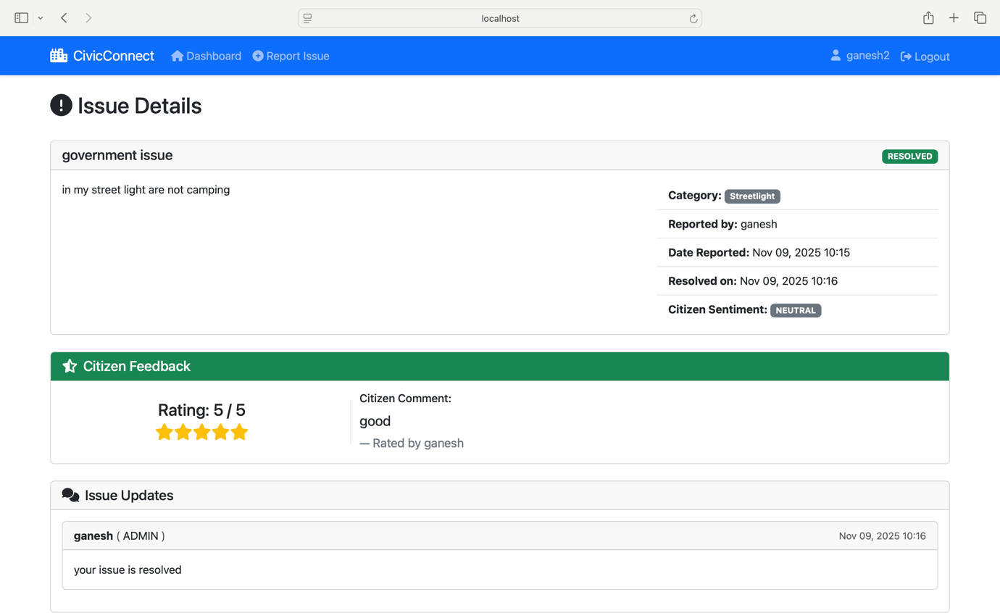 localhost
CivicConnect Dashboard Report Issue ganesh2 Logout
Issue Details
government issue RESOLVED
in my street light are not camping
Category: Streetlight
Reported by: ganesh
Date Reported: Nov 09, 2025 10:15
Resolved on: Nov 09, 2025 10:16
Citizen Sentiment: NEUTRAL
Citizen Feedback
Rating: 5 / 5
Citizen Comment:
good
— Rated by ganesh
Issue Updates
ganesh ( ADMIN ) Nov 09, 2025 10:16
your issue is resolved